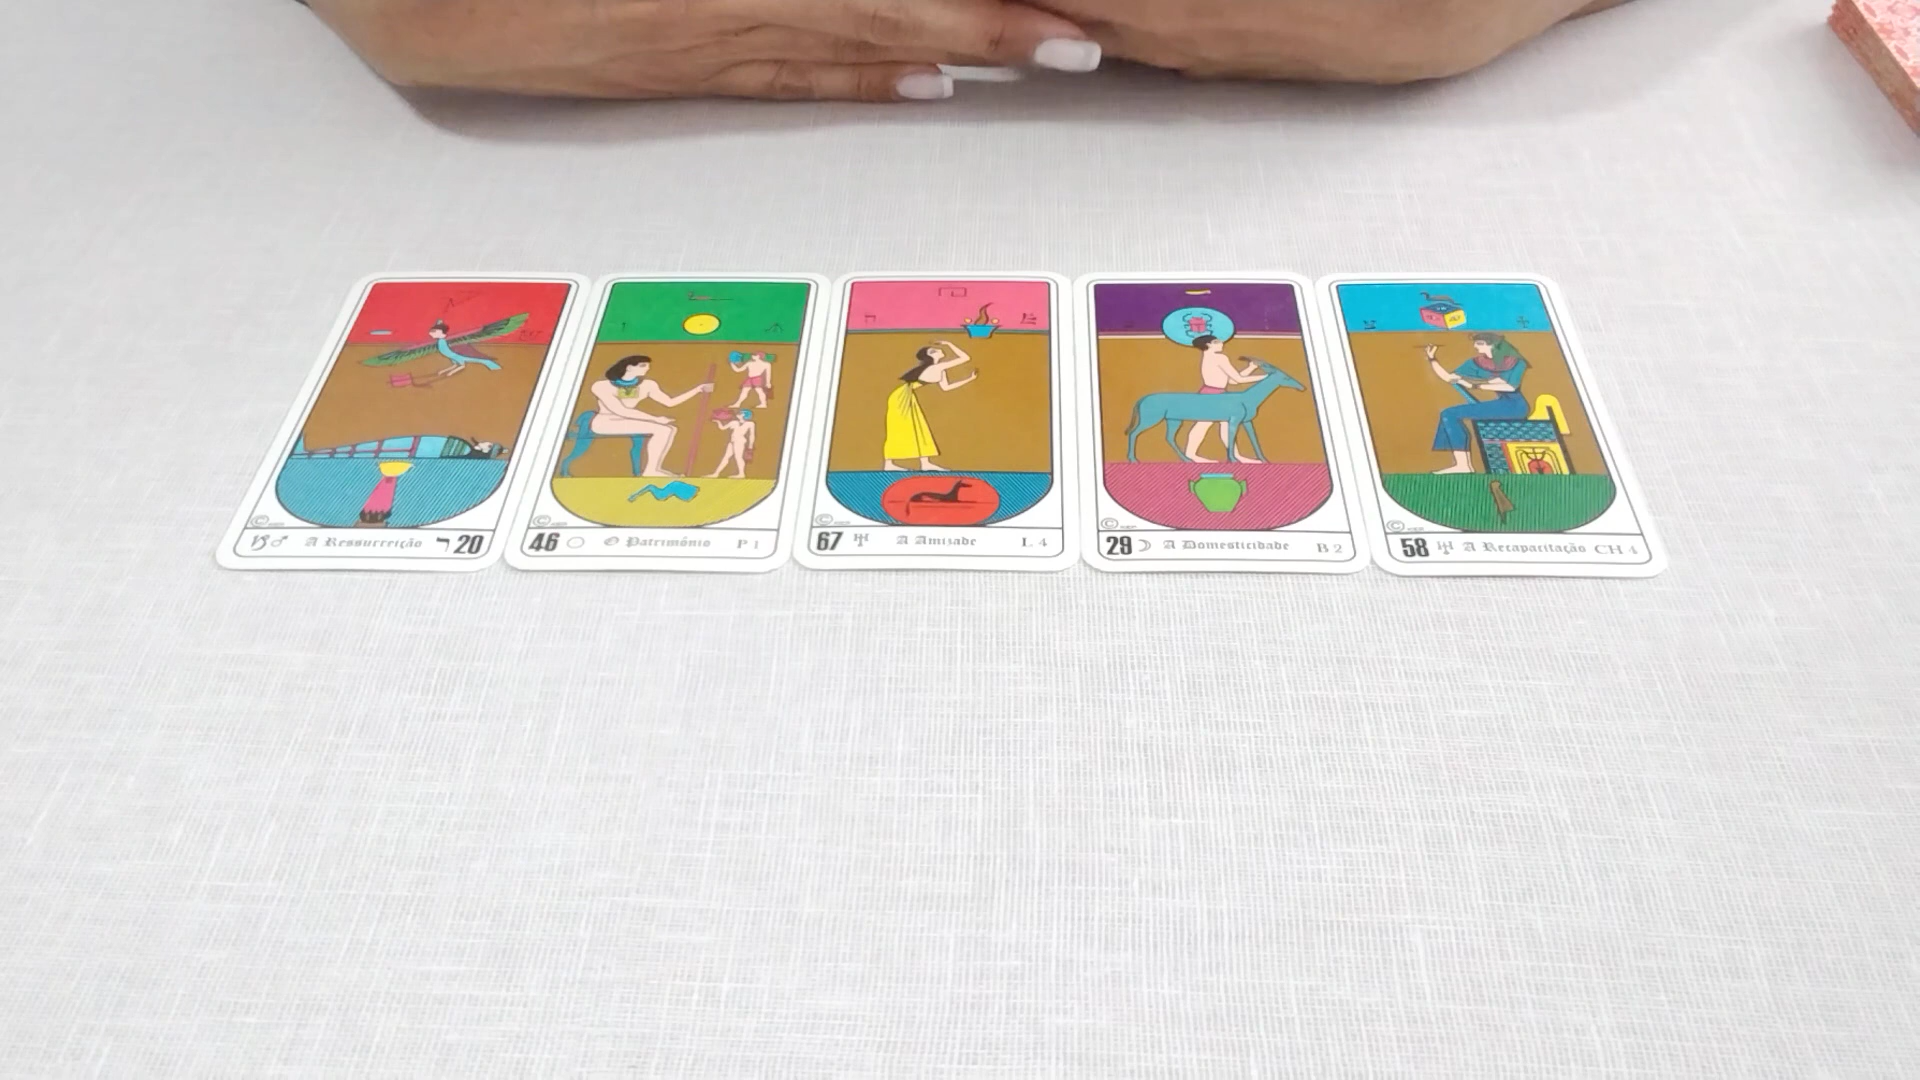 A Ressurreição 20
46 O Patrimônio P 1
67 A Amizade L 4
29 A Domesticidade B 2
58 A Recapacitação CH 4